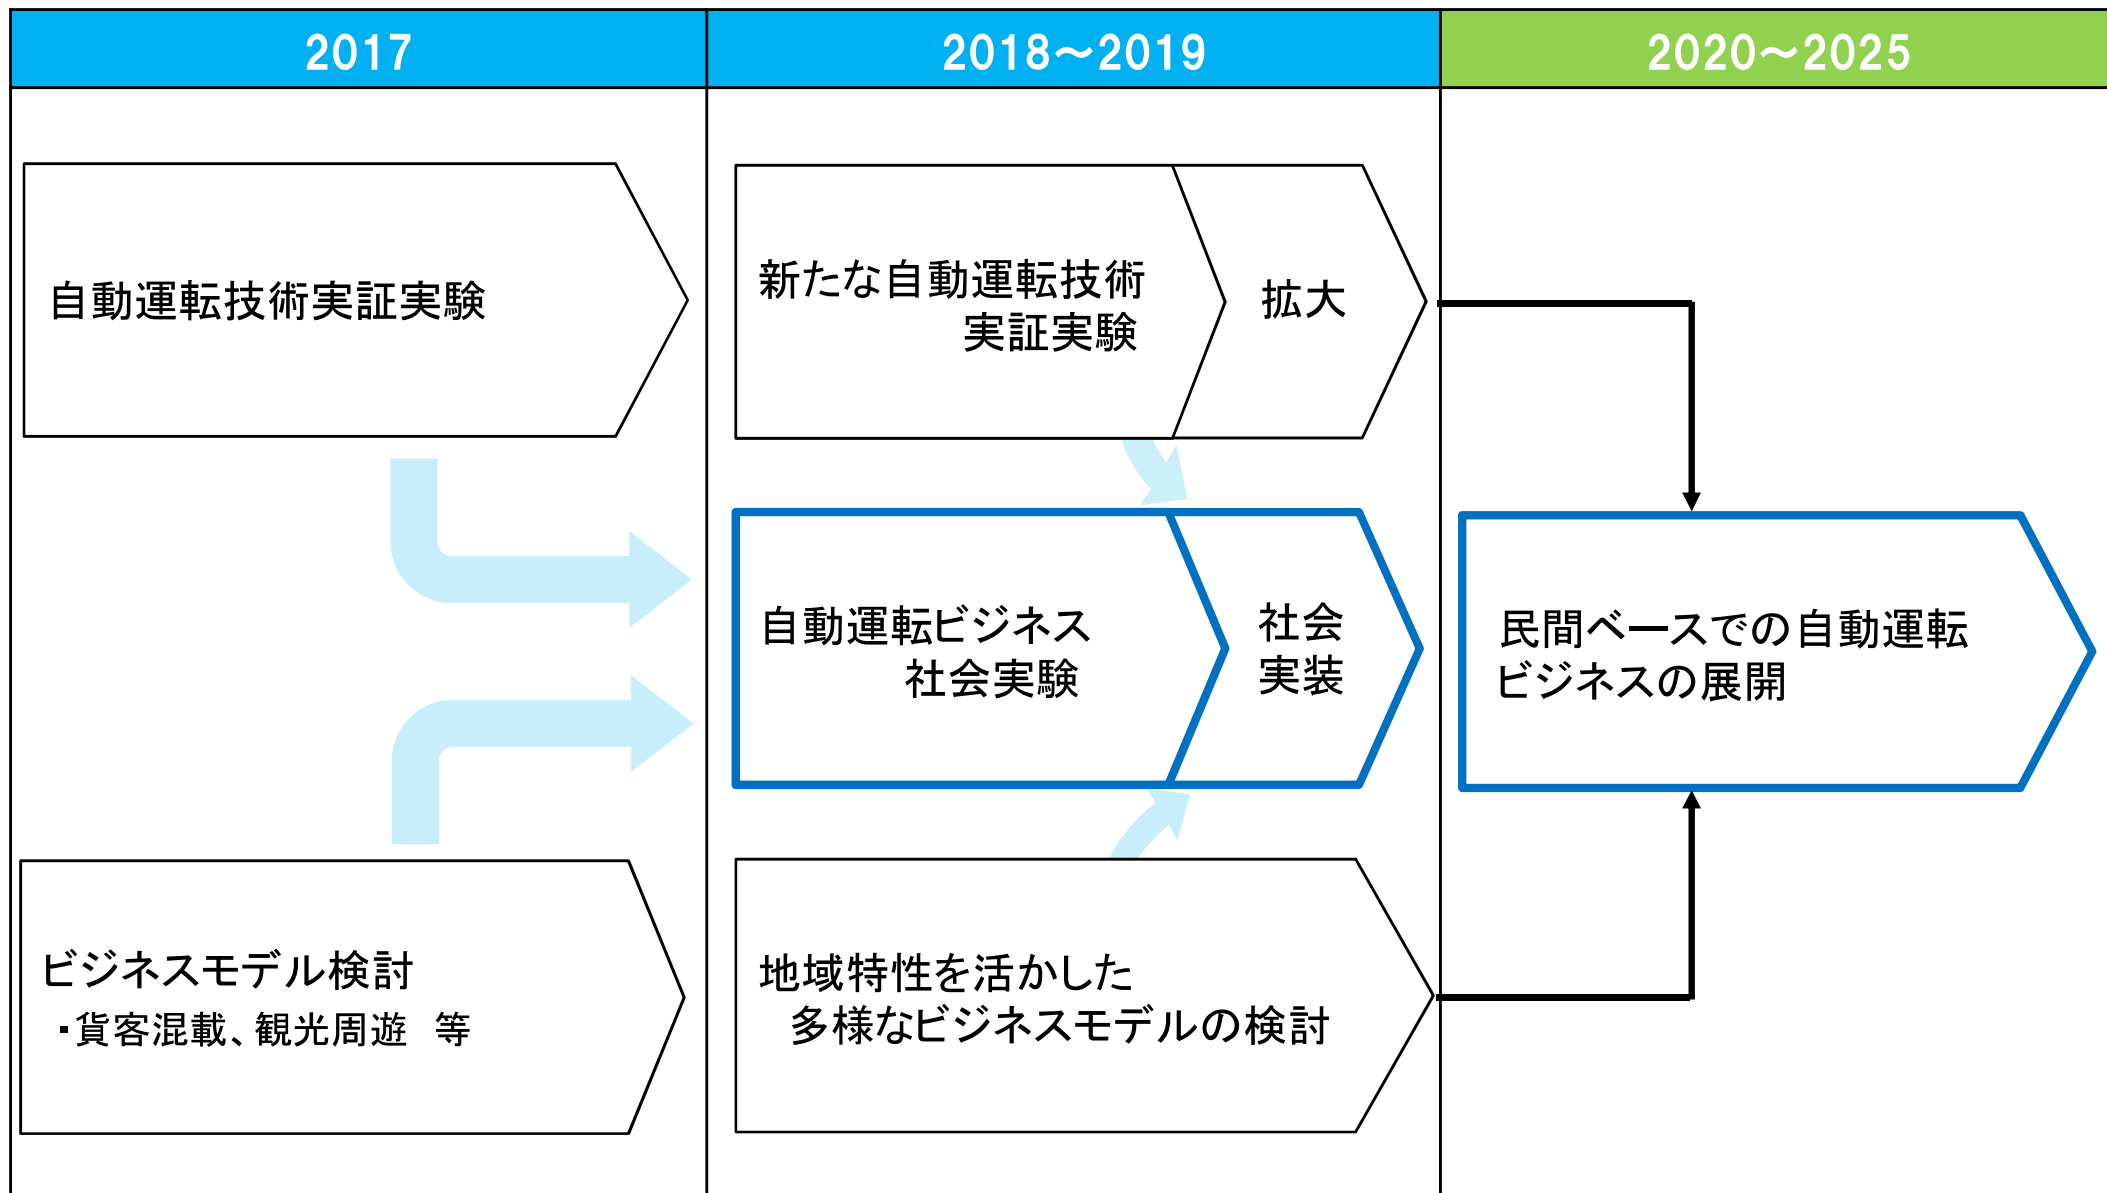 2017
2018～2019
2020～2025
自動運転技術実証実験
新たな自動運転技術
実証実験
拡大
自動運転ビジネス
社会実験
社会
実装
民間ベースでの自動運転
ビジネスの展開
ビジネスモデル検討
・貨客混載、観光周遊　等
地域特性を活かした
多様なビジネスモデルの検討